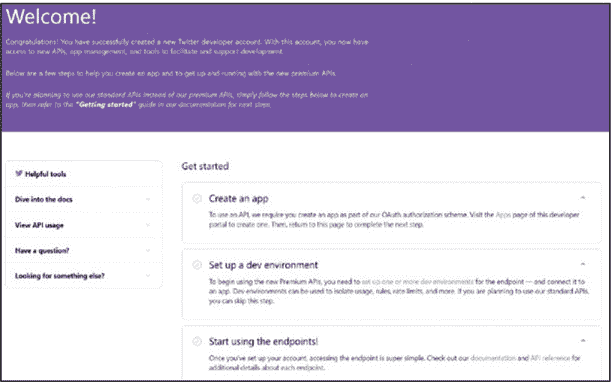 Welcome!
Congratulations! You have successfully created a new Twitter developer account. With this account, you now have
access to new APIs, app management, and tools to facilitate and support development.
Below are a few steps to help you create an app and to get up and running with the new premium APIs.
If you're planning to use our standard APIs instead of our premium APIs, simply follow the steps below to create an
app, then refer to the "Getting started" guide in our documentation for next steps.
Helpful tools
Dive into the docs
View API usage
Have a question?
Looking for something else?
Get started
Create an app
To use an API, we require you create an app as part of our OAuth authorization scheme. Visit the Apps page of this developer
portal to create one. Then, return to this page to complete the next step.
Set up a dev environment
To begin using the new Premium APIs, you need to set up one or more dev environments for the endpoint — and connect it to
an app. Dev environments can be used to isolate usage, rules, rate limits, and more. If you are planning to use our standard APIs,
you can skip this step.
Start using the endpoints!
Once you've set up your account, accessing the endpoint is super simple. Check out our documentation and API reference for
additional details about each endpoint.